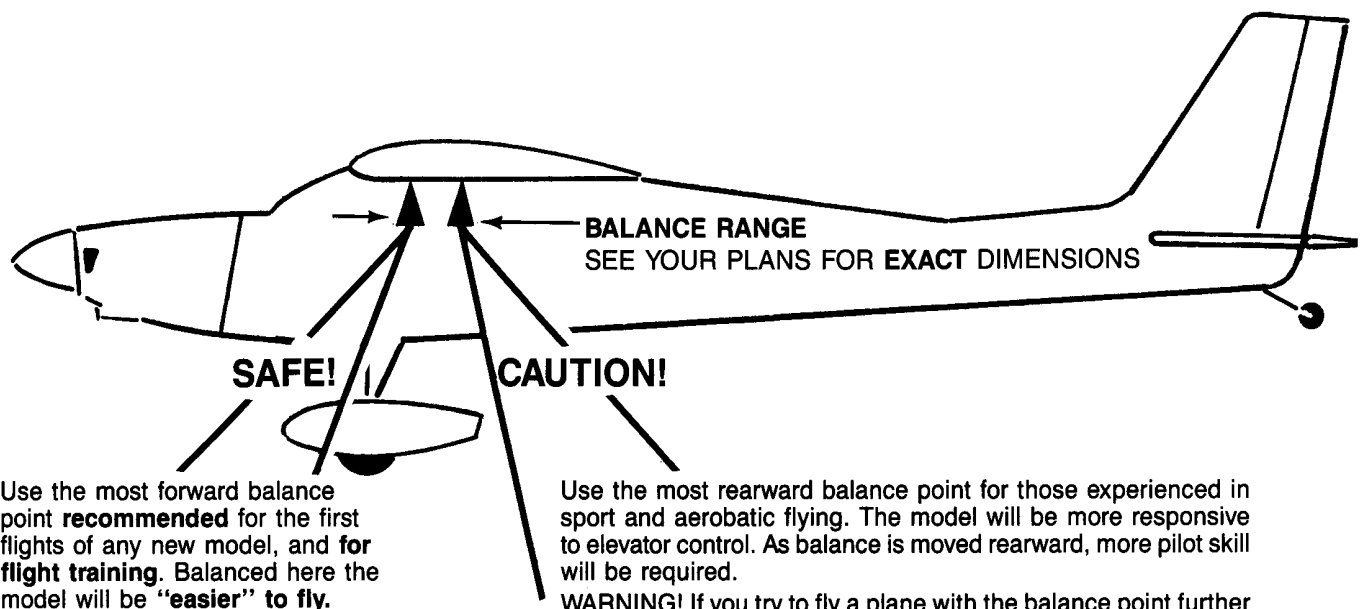 BALANCE RANGE
SEE YOUR PLANS FOR EXACT DIMENSIONS
SAFE!
CAUTION!
Use the most forward balance
point recommended for the first
flights of any new model, and for
flight training. Balanced here the
model will be “easier” to fly.
Use the most rearward balance point for those experienced in
sport and aerobatic flying. The model will be more responsive
to elevator control. As balance is moved rearward, more pilot skill
will be required.
WARNING! If you try to fly a plane with the balance point further